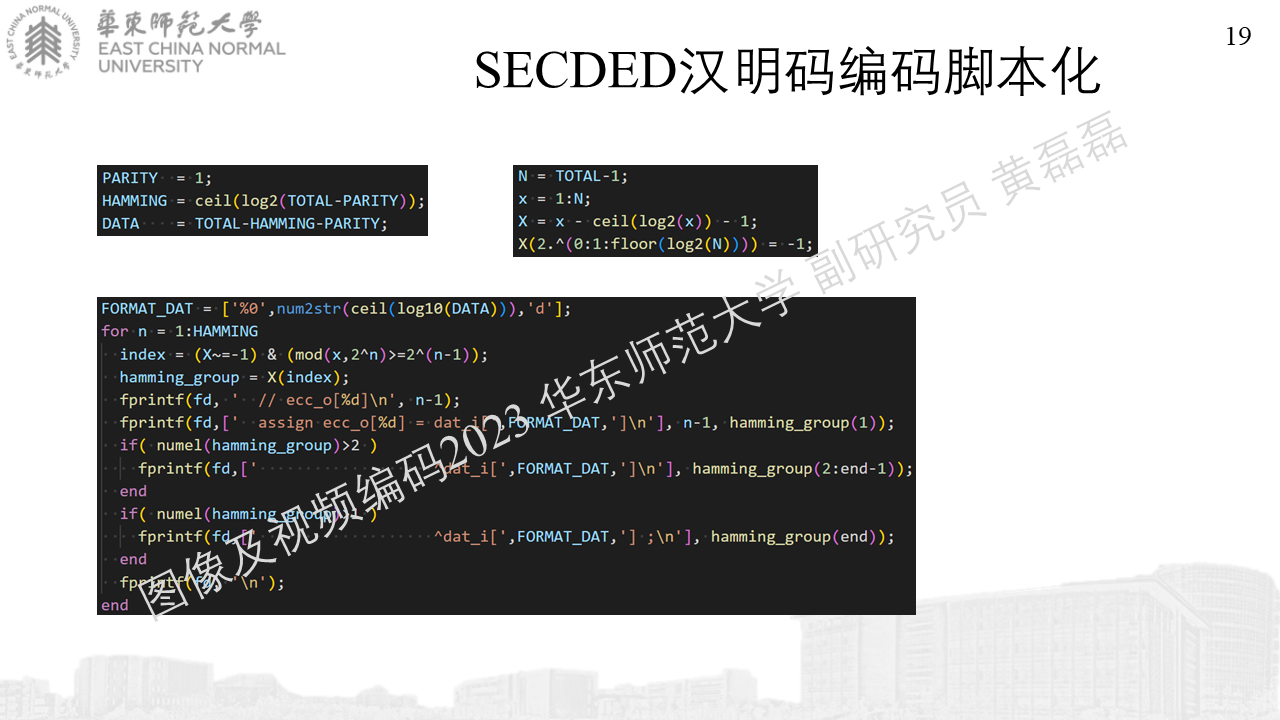 華東師範大學
EAST CHINA NORMAL
UNIVERSITY
19
SECDED汉明码编码脚本化
PARITY = 1;
HAMMING = ceil(log2(TOTAL-PARITY));
DATA = TOTAL-HAMMING-PARITY;
N = TOTAL-1;
x = 1:N;
X = x - ceil(log2(x)) - 1;
X(2.^(0:1:floor(log2(N)))) = -1;
FORMAT_DAT = ['%0',num2str(ceil(log10(DATA))),'d'];
for n = 1:HAMMING
index = (X~=-1) & (mod(x,2^n)>=2^(n-1));
hamming_group = X(index);
fprintf(fd, '  // ecc_o[%d]\n', n-1);
fprintf(fd,['  assign ecc_o[%d] = dat_i[',FORMAT_DAT,']\n'], n-1, hamming_group(1));
if( numel(hamming_group)>2 )
fprintf(fd,['                   ^dat_i[',FORMAT_DAT,']\n'], hamming_group(2:end-1));
end
if( numel(hamming_group) )
fprintf(fd,['                   ^dat_i[',FORMAT_DAT,'] ;\n'], hamming_group(end));
end
fprintf(fd, '\n');
end
图像及视频编码2023 华东师范大学 副研究员 黄磊磊